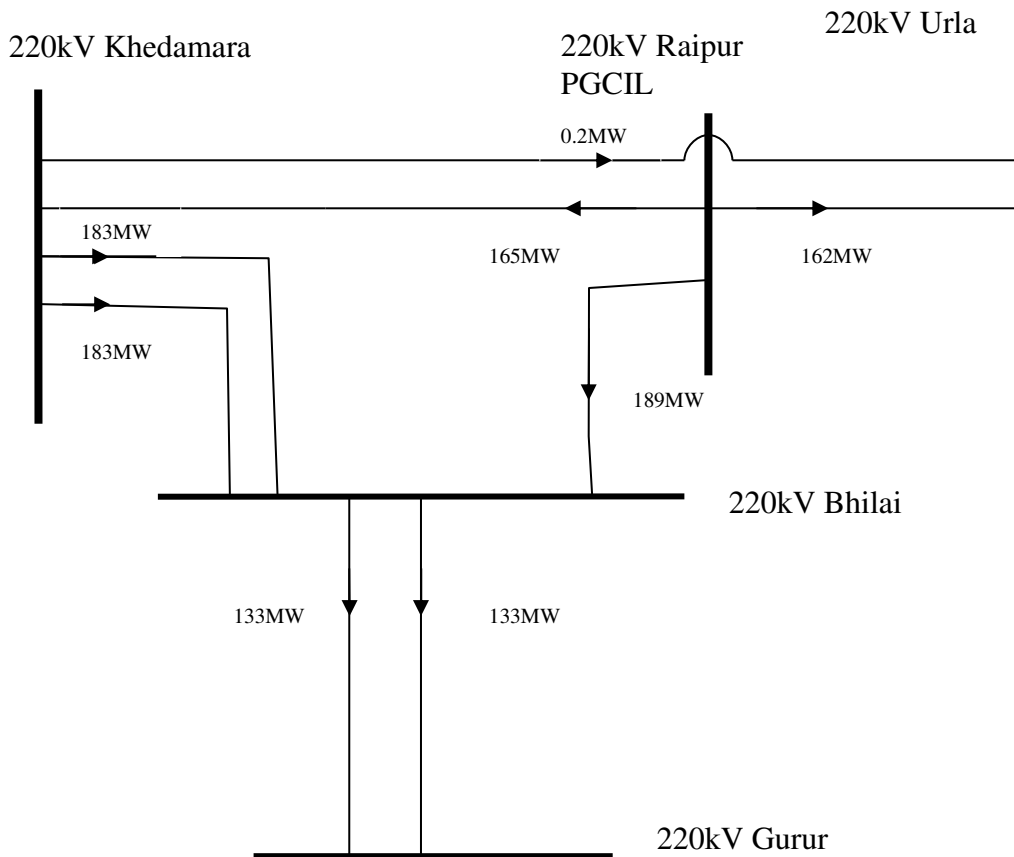 220kV Urla
220kV Khedamara
220kV Raipur
PGCIL
0.2MW
183MW
165MW
162MW
183MW
189MW
220kV Bhilai
133MW
133MW
220kV Gurur